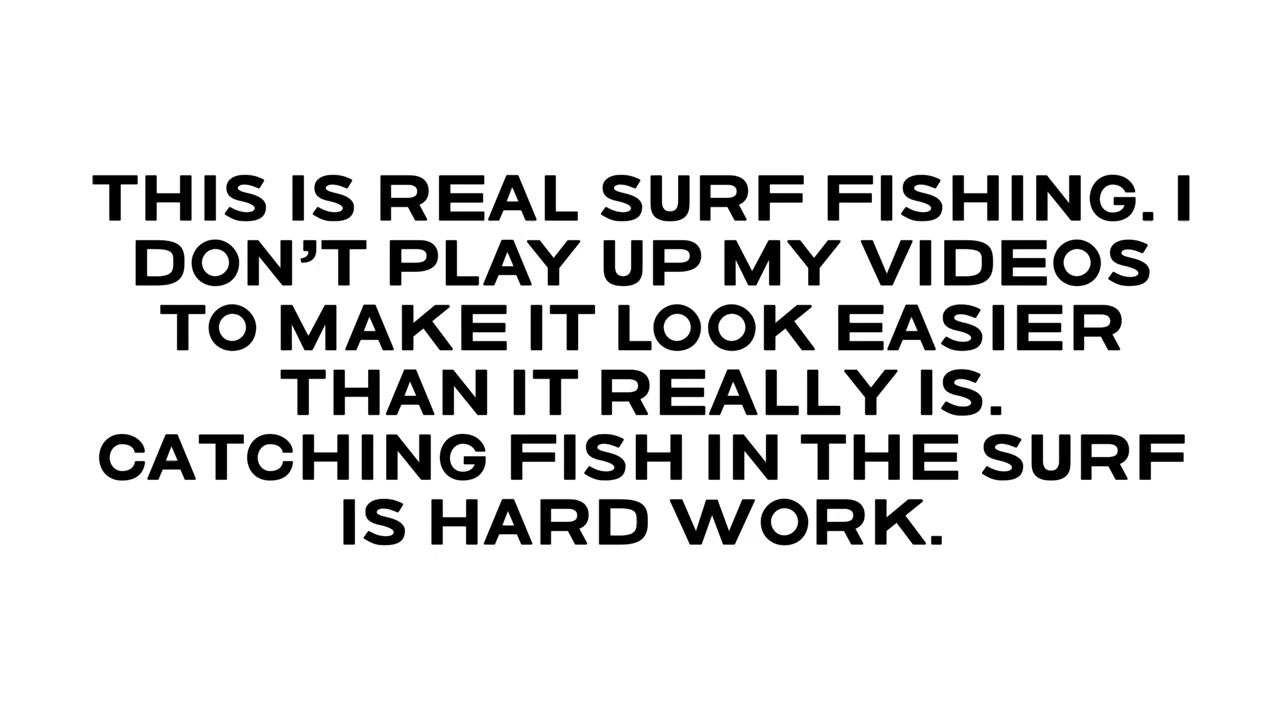 THIS IS REAL SURF FISHING. I
DON’T PLAY UP MY VIDEOS
TO MAKE IT LOOK EASIER
THAN IT REALLY IS.
CATCHING FISH IN THE SURF
IS HARD WORK.